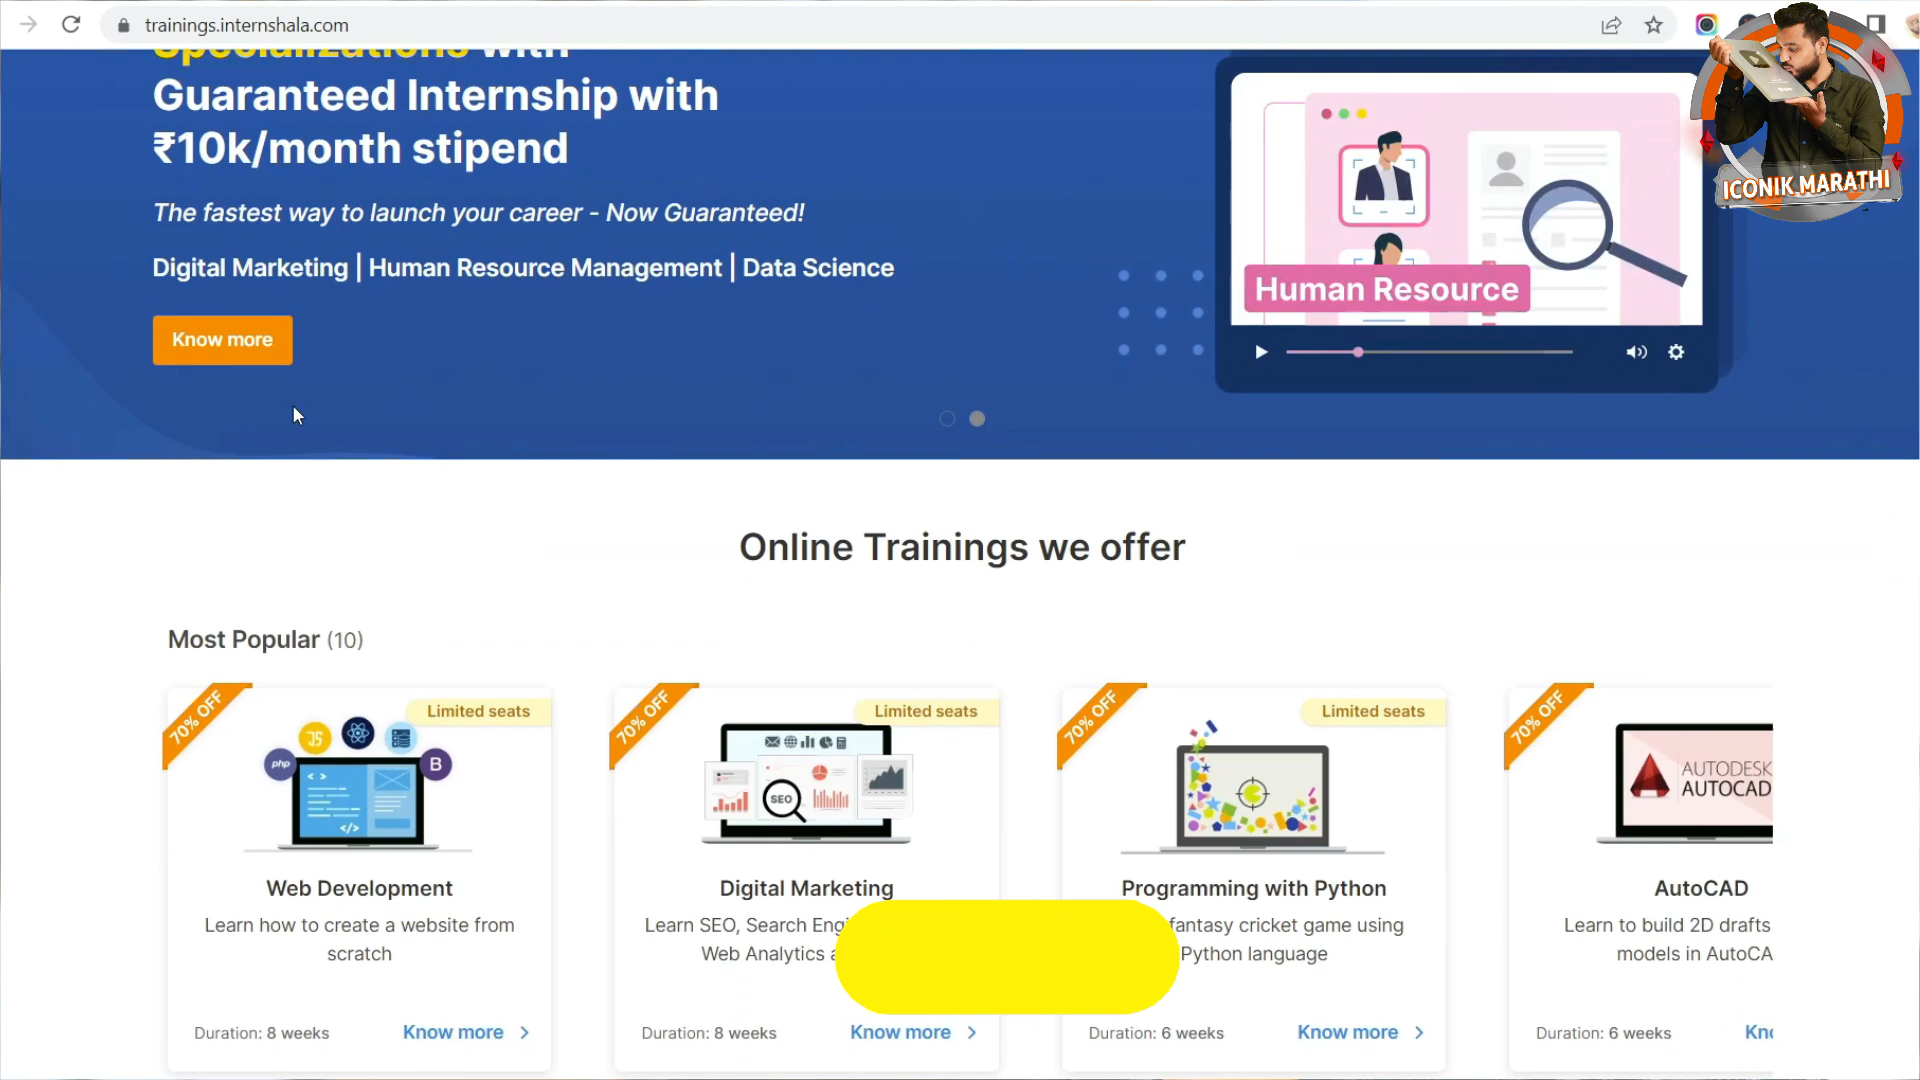 trainings.internshala.com
Specializations with
Guaranteed Internship with
₹10k/month stipend
The fastest way to launch your career - Now Guaranteed!
Digital Marketing | Human Resource Management | Data Science
Know more
Human Resource
ICONIK MARATHI
Online Trainings we offer
Most Popular (10)
70% OFF
Limited seats
JS
php
B
Web Development
Learn how to create a website from
scratch
Duration: 8 weeks
Know more
70% OFF
Limited seats
SEO
Digital Marketing
Learn SEO, Search Eng
Web Analytics a
Duration: 8 weeks
Know more
70% OFF
Limited seats
Programming with Python
fantasy cricket game using
Python language
Duration: 6 weeks
Know more
70% OFF
AUTODESK
AUTOCAD
AutoCAD
Learn to build 2D drafts
models in AutoCA
Duration: 6 weeks
Kno